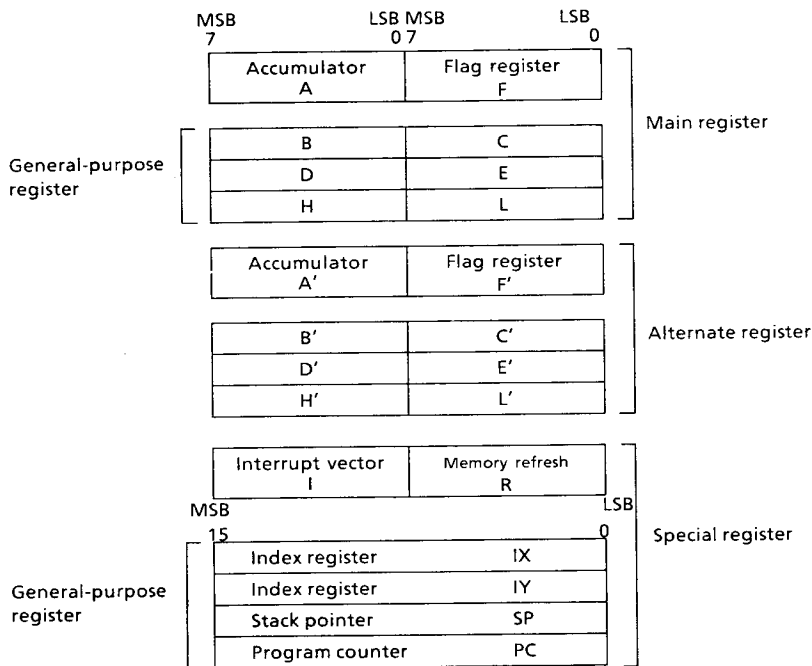 MSB LSB MSB LSB
7 0 7 0
Accumulator Flag register
A F
Main register
General-purpose
register
B C
D E
H L
Accumulator Flag register
A' F'
Alternate register
B' C'
D' E'
H' L'
Interrupt vector Memory refresh
I R
MSB LSB
15 0
Special register
General-purpose
register
Index register IX
Index register IY
Stack pointer SP
Program counter PC